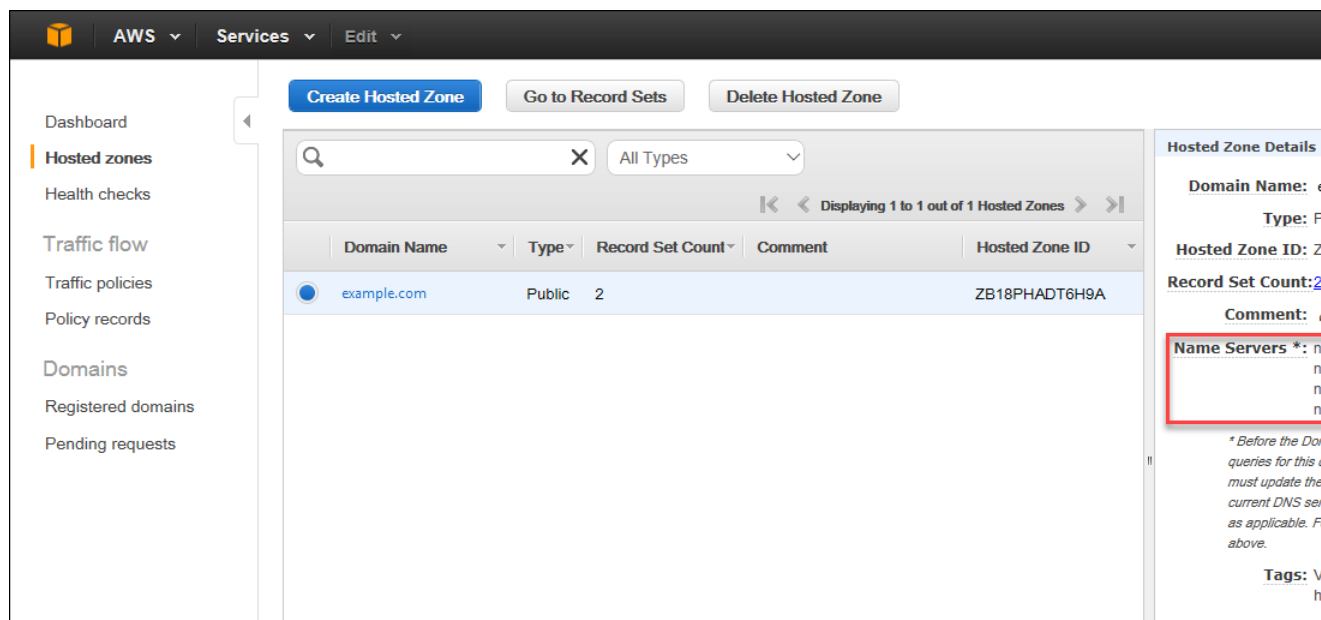 AWS Services Edit
Create Hosted Zone Go to Record Sets Delete Hosted Zone
Dashboard
Hosted zones
Health checks
Traffic flow
Traffic policies
Policy records
Domains
Registered domains
Pending requests
All Types
Displaying 1 to 1 out of 1 Hosted Zones
Domain Name Type Record Set Count Comment Hosted Zone ID
example.com Public 2 ZB18PHADT6H9A
Hosted Zone Details
Domain Name:
Type:
Hosted Zone ID: Z
Record Set Count: 2
Comment:
Name Servers *: n
n
n
n
* Before the
queries for this
must update the
current DNS
as applicable.
above.
Tags:
h